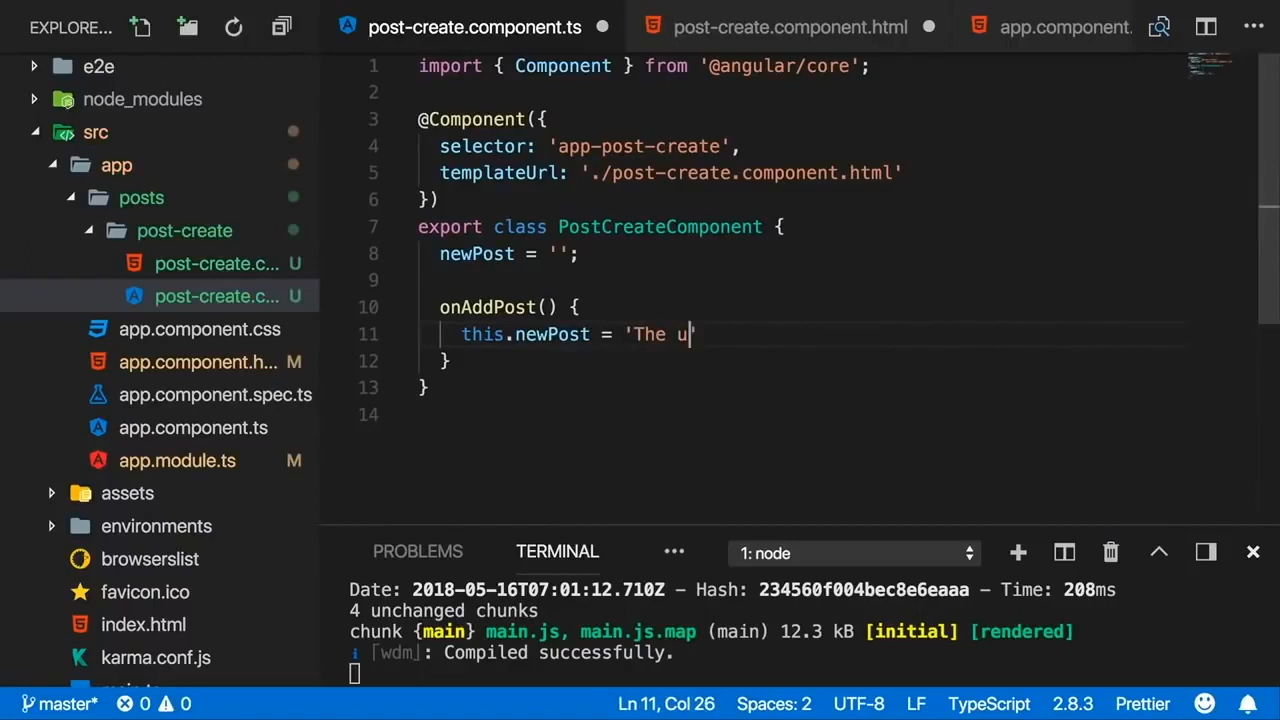 EXPLORE...
post-create.component.ts
post-create.component.html
app.component.
e2e
node_modules
src
app
posts
post-create
post-create.c... U
post-create.c... U
app.component.css
app.component.h... M
app.component.spec.ts
app.component.ts
app.module.ts M
assets
environments
browserslist
favicon.ico
index.html
karma.conf.js
1 import { Component } from '@angular/core';
2
3 @Component({
4 selector: 'app-post-create',
5 templateUrl: './post-create.component.html'
6 })
7 export class PostCreateComponent {
8 newPost = '';
9
10 onAddPost() {
11 this.newPost = 'The u'
12 }
13 }
14
PROBLEMS TERMINAL ... 1: node
Date: 2018-05-16T07:01:12.710Z - Hash: 234560f004bec8e6eaaa - Time: 208ms
4 unchanged chunks
chunk {main} main.js, main.js.map (main) 12.3 kB [initial] [rendered]
i ｢wdm｣: Compiled successfully.
master* 0 0 Ln 11, Col 26 Spaces: 2 UTF-8 LF TypeScript 2.8.3 Prettier